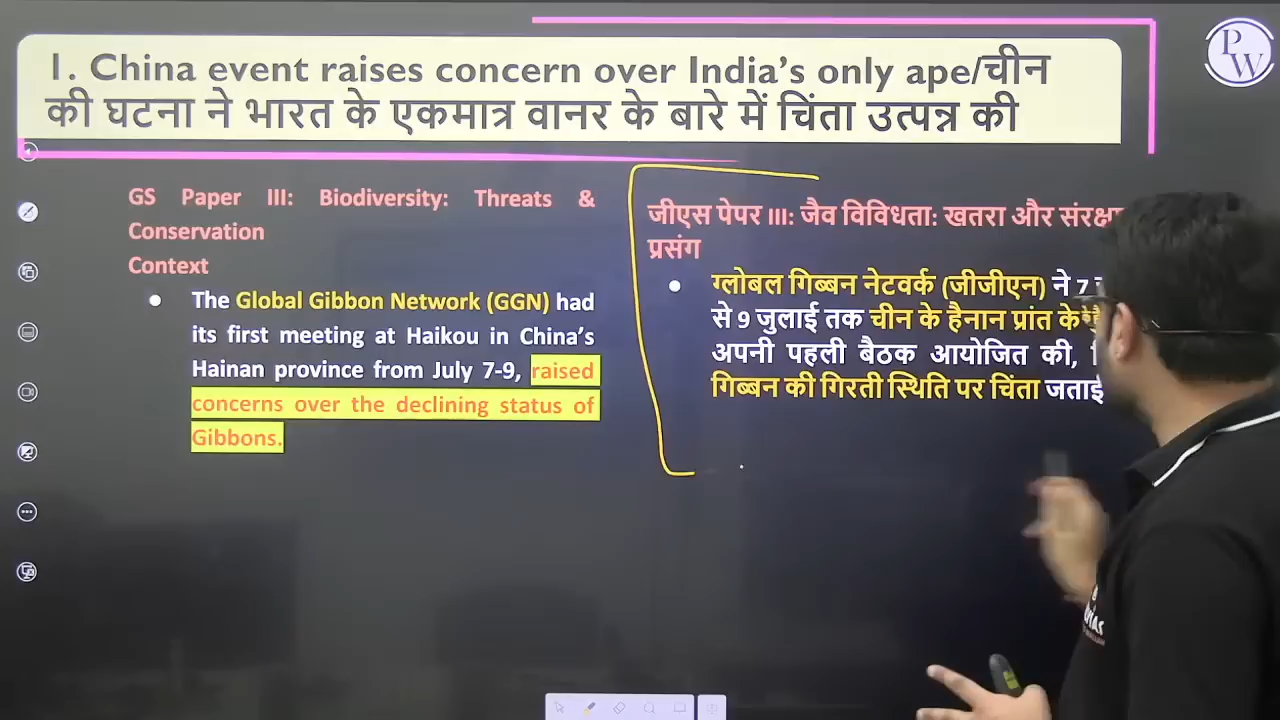 1. China event raises concern over India's only ape/चीन
की घटना ने भारत के एकमात्र वानर के बारे में चिंता उत्पन्न की
PW
GS Paper III: Biodiversity: Threats &
Conservation
Context
The Global Gibbon Network (GGN) had
its first meeting at Haikou in China's
Hainan province from July 7-9, raised
concerns over the declining status of
Gibbons.
जीएस पेपर III: जैव विविधता: खतरा और
प्रसंग
ग्लोबल गिब्बन नेटवर्क (जीजीएन) ने 7
से 9 जुलाई तक चीन के हैनान प्रांत के
अपनी पहली बैठक आयोजित की,
गिब्बन की गिरती स्थिति पर चिंता जताई